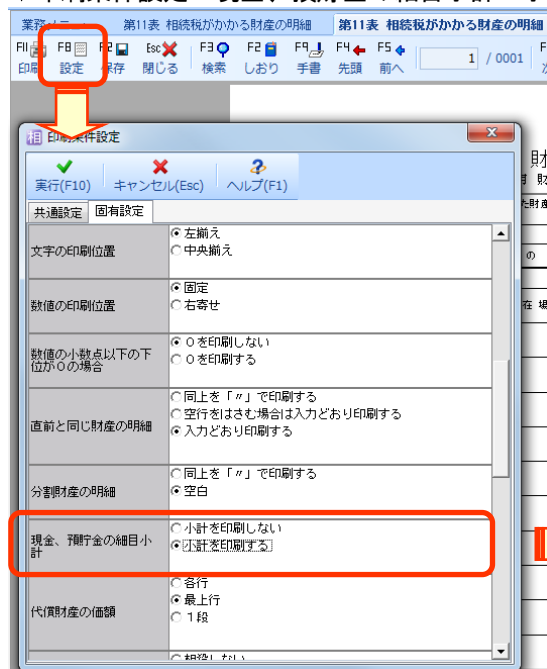 第11表 相続税がかかる財産の明細
第11表 相続税がかかる財産の明細
F8
Esc
F3
F2
F9
F4
F5
印刷 設定 保存 閉じる 検索 しおり 手書 先頭 前へ 1 / 0001
印刷条件設定
実行(F10) キャンセル(Esc) ヘルプ(F1)
共通設定 固有設定
文字の印刷位置
左揃え
中央揃え
数値の印刷位置
固定
右寄せ
数値の小数点以下の下
位が0の場合
0を印刷しない
0を印刷する
直前と同じ財産の明細
同上を「〃」で印刷する
空行をはさむ場合は入力どおり印刷する
入力どおり印刷する
分割財産の明細
同上を「〃」で印刷する
空白
現金、預貯金の細目小
計
小計を印刷しない
小計を印刷する
代償財産の価額
各行
最上行
1段